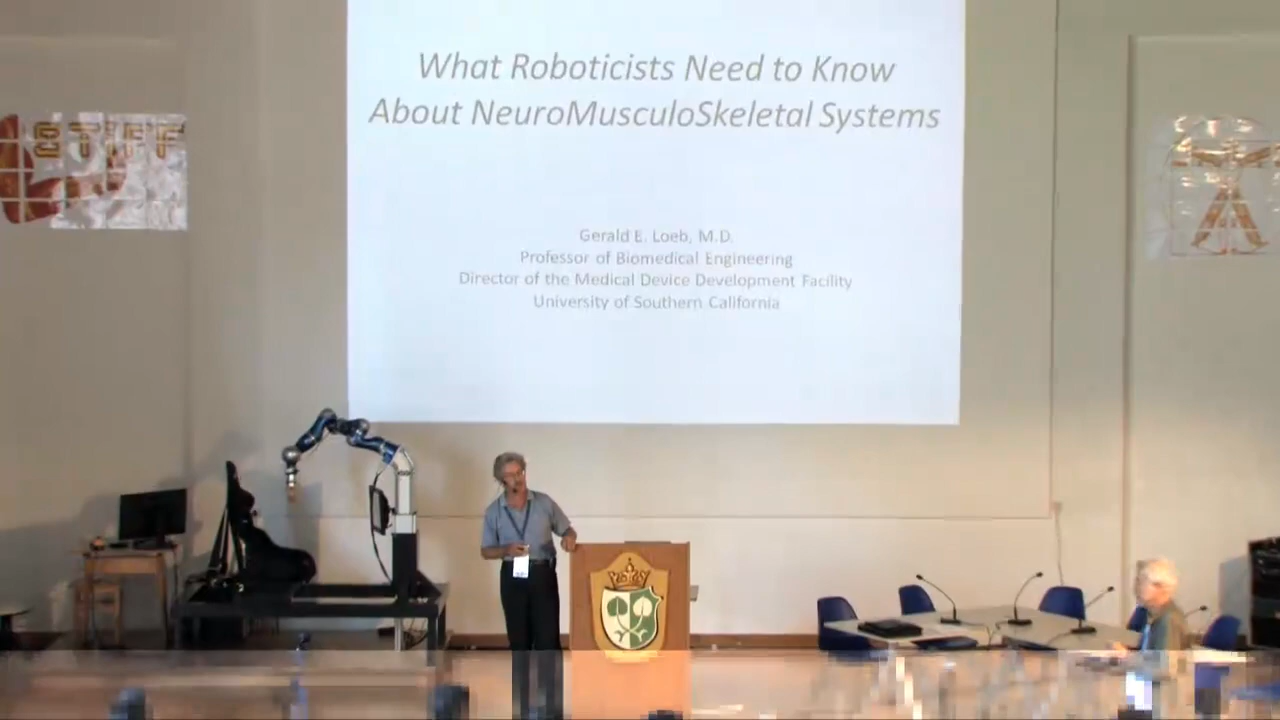 What Roboticists Need to Know
About NeuroMusculoSkeletal Systems
Gerald E. Loeb, M.D.
Professor of Biomedical Engineering
Director of the Medical Device Development Facility
University of Southern California
STIFF